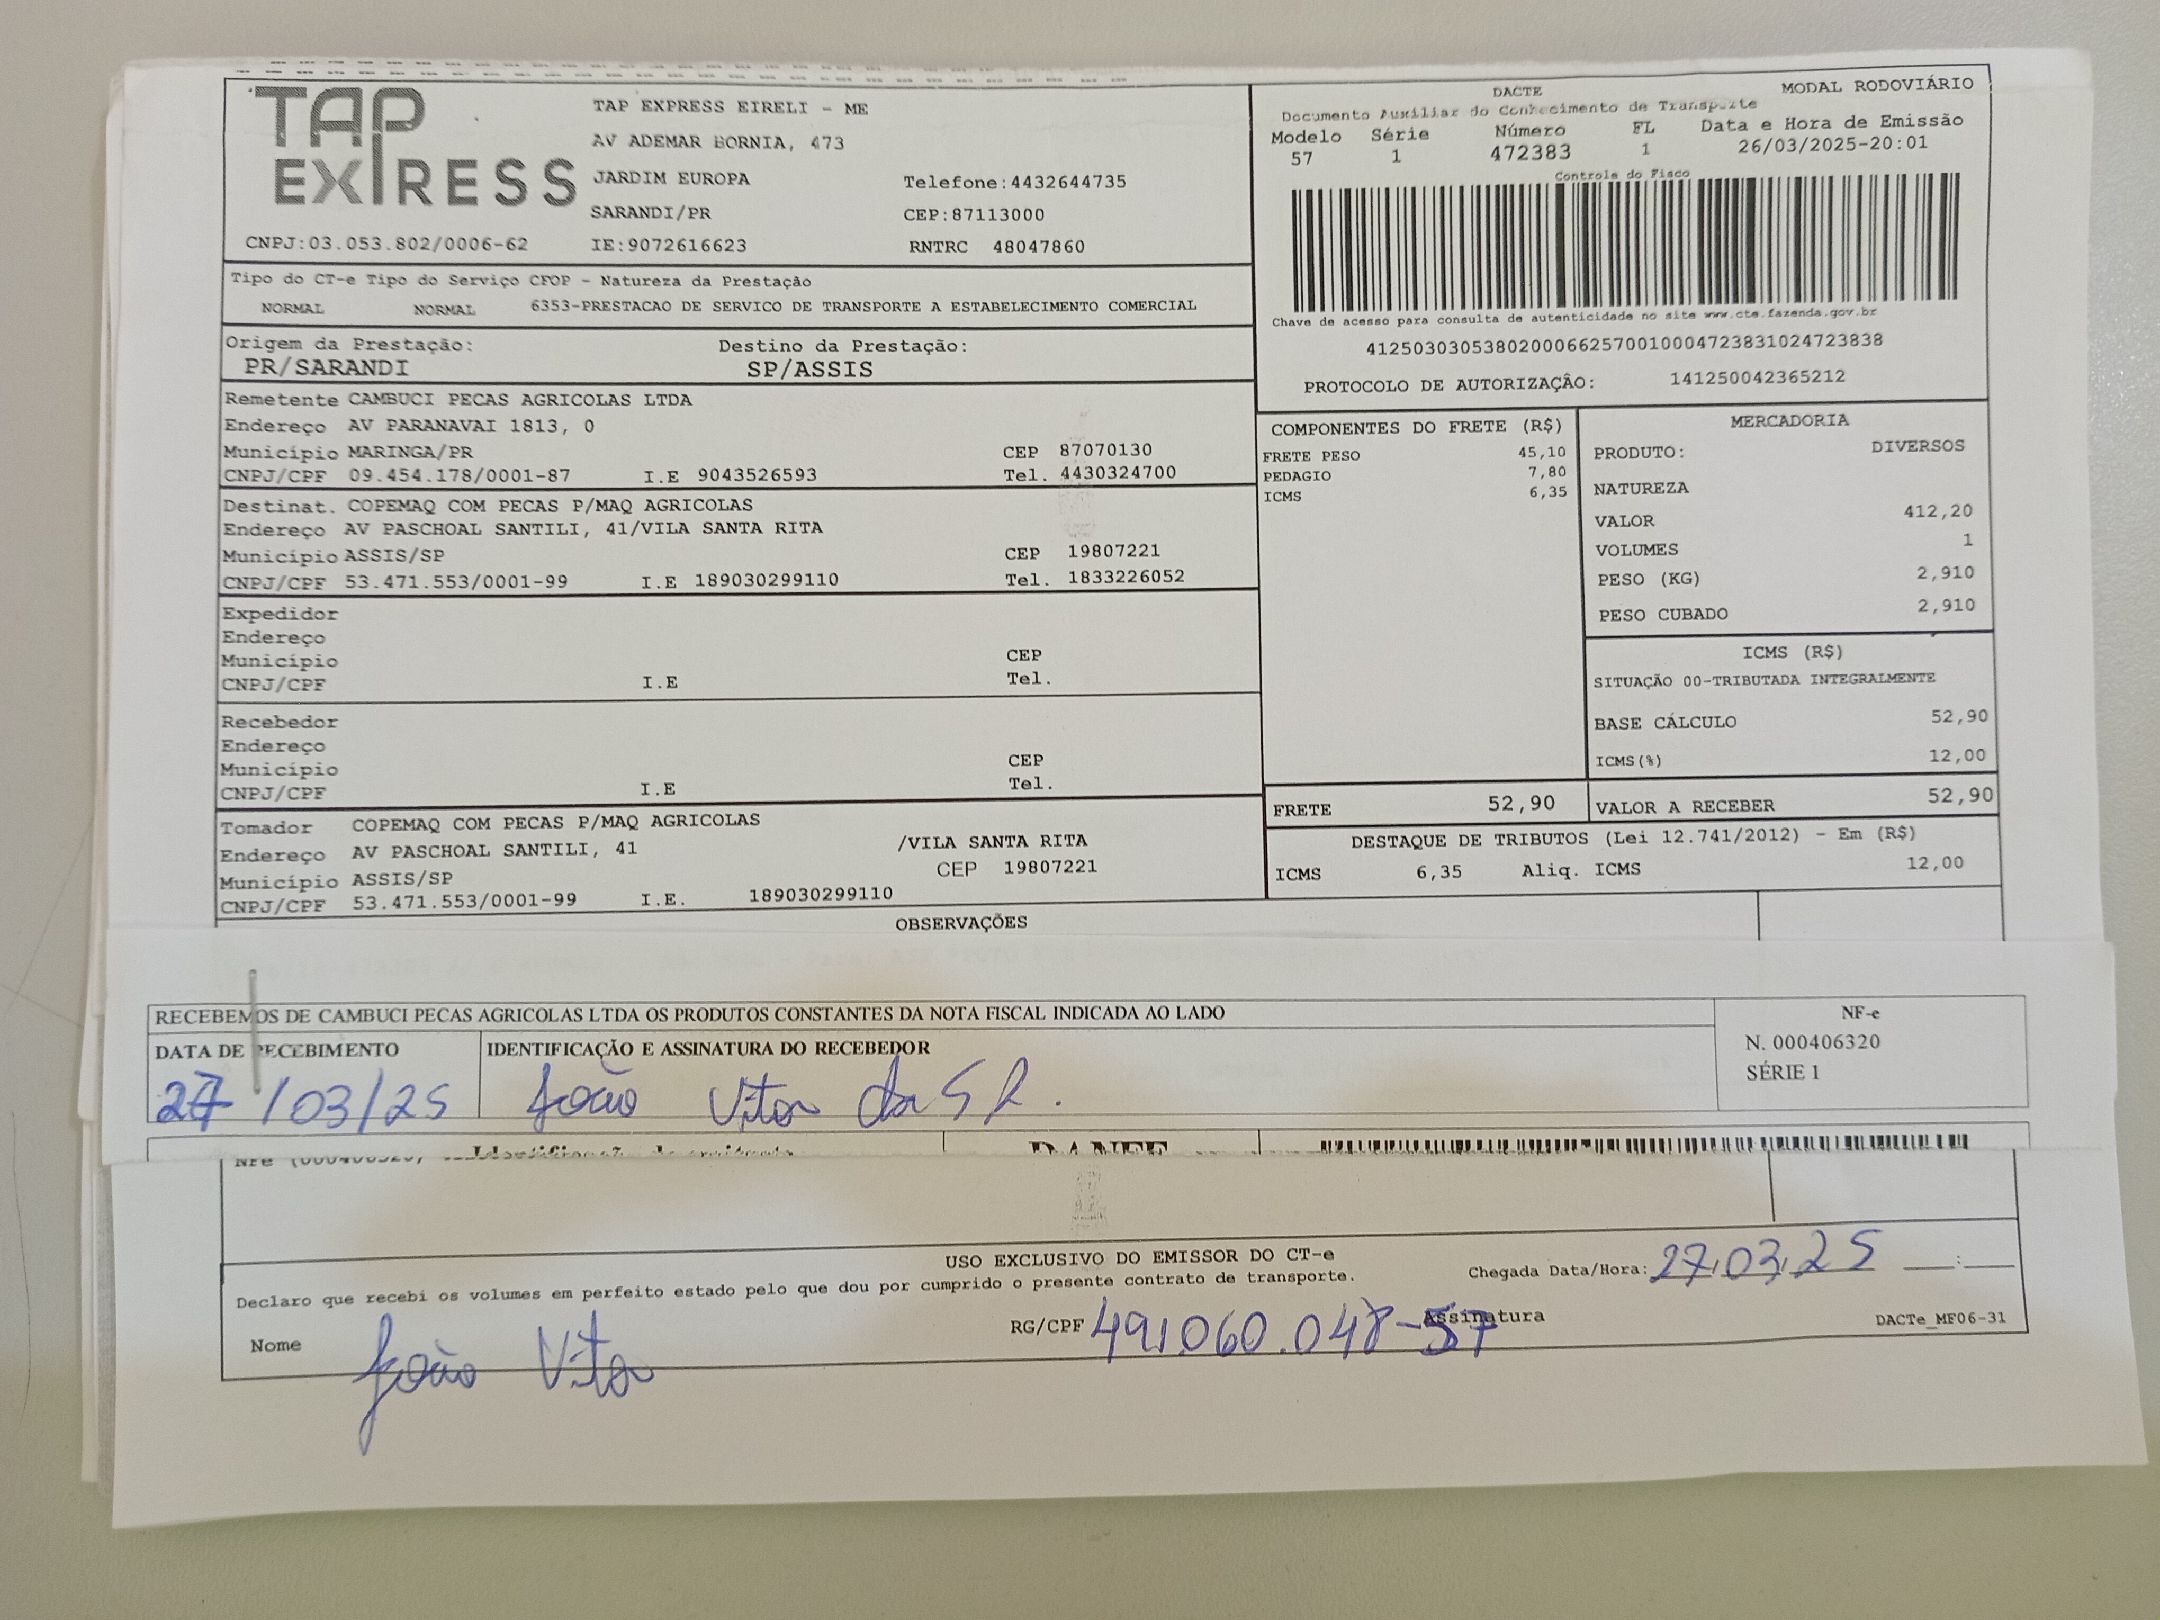 TAP EXPRESS
TAP EXPRESS EIRELI - ME
AV ADEMAR BORNIA, 473
JARDIM EUROPA Telefone:4432644735
SARANDI/PR CEP:87113000
CNPJ:03.053.802/0006-62 IE:9072616623 RNTRC 48047860
DACTE MODAL RODOVIÁRIO
Documento Auxiliar do Conhecimento de Transporte
Modelo Série Número FL Data e Hora de Emissão
57 1 472383 1 26/03/2025-20:01
Controle do Fisco
Chave de acesso para consulta de autenticidade no site www.cte.fazenda.gov.br
41250303053802000662570010004723831024723838
PROTOCOLO DE AUTORIZAÇÂO: 141250042365212
Tipo do CT-e Tipo do Serviço CFOP - Natureza da Prestação
NORMAL NORMAL 6353-PRESTACAO DE SERVICO DE TRANSPORTE A ESTABELECIMENTO COMERCIAL
Origem da Prestação: Destino da Prestação:
PR/SARANDI SP/ASSIS
Remetente CAMBUCI PECAS AGRICOLAS LTDA
Endereço AV PARANAVAI 1813, 0
Município MARINGA/PR CEP 87070130
CNPJ/CPF 09.454.178/0001-87 I.E 9043526593 Tel. 4430324700
Destinat. COPEMAQ COM PECAS P/MAQ AGRICOLAS
Endereço AV PASCHOAL SANTILI, 41/VILA SANTA RITA
Município ASSIS/SP CEP 19807221
CNPJ/CPF 53.471.553/0001-99 I.E 189030299110 Tel. 1833226052
Expedidor
Endereço
Município CEP
CNPJ/CPF I.E Tel.
Recebedor
Endereço
Município CEP
CNPJ/CPF I.E Tel.
Tomador COPEMAQ COM PECAS P/MAQ AGRICOLAS
Endereço AV PASCHOAL SANTILI, 41 /VILA SANTA RITA
Município ASSIS/SP CEP 19807221
CNPJ/CPF 53.471.553/0001-99 I.E. 189030299110
COMPONENTES DO FRETE (R$)
FRETE PESO 45,10
PEDAGIO 7,80
ICMS 6,35
MERCADORIA
PRODUTO: DIVERSOS
NATUREZA
VALOR 412,20
VOLUMES 1
PESO (KG) 2,910
PESO CUBADO 2,910
ICMS (R$)
SITUAÇÃO 00-TRIBUTADA INTEGRALMENTE
BASE CÁLCULO 52,90
ICMS(%) 12,00
FRETE 52,90 VALOR A RECEBER 52,90
DESTAQUE DE TRIBUTOS (Lei 12.741/2012) - Em (R$)
ICMS 6,35 Aliq. ICMS 12,00
OBSERVAÇÕES
RECEBEMOS DE CAMBUCI PECAS AGRICOLAS LTDA OS PRODUTOS CONSTANTES DA NOTA FISCAL INDICADA AO LADO
DATA DE RECEBIMENTO IDENTIFICAÇÃO E ASSINATURA DO RECEBEDOR
27/03/25 João Vitor da S R.
NF-e
N. 000406320
SÉRIE 1
DANFE
USO EXCLUSIVO DO EMISSOR DO CT-e
Declaro que recebi os volumes em perfeito estado pelo que dou por cumprido o presente contrato de transporte.
Chegada Data/Hora: 27,03,25 ___:___
Nome João Vitor RG/CPF 491.060.048-57 Assinatura DACTe_MF06-31